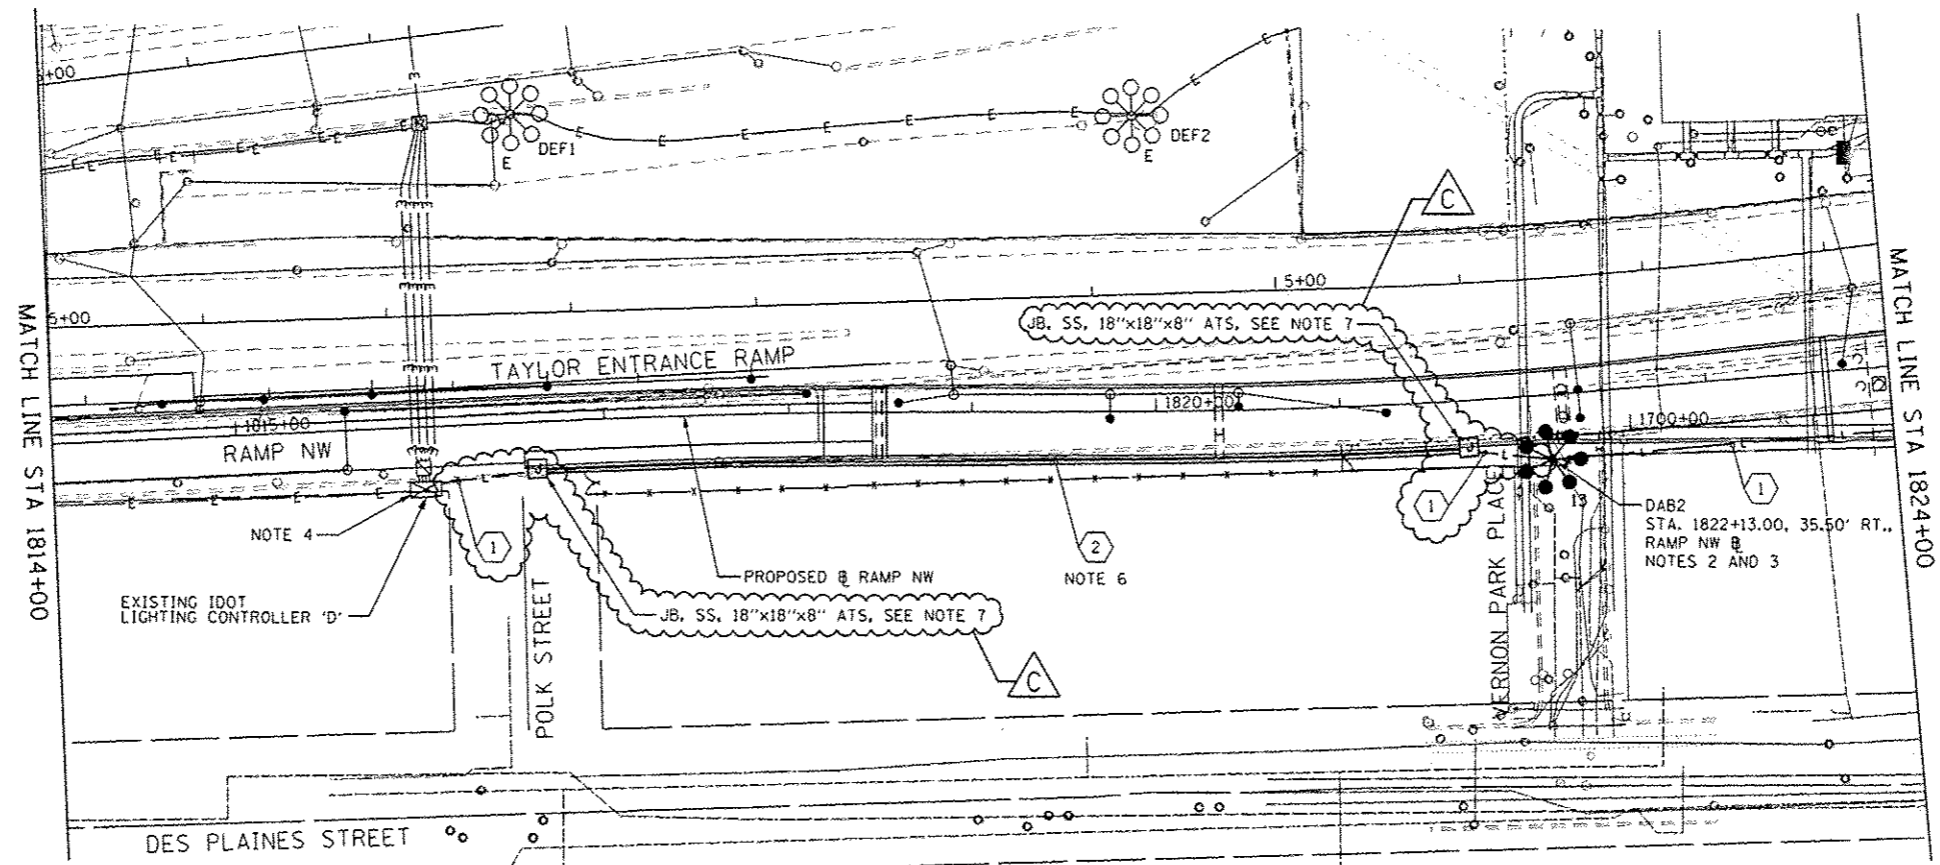 MATCH LINE STA 1814+00
MATCH LINE STA 1824+00
5+00
DEF1
E
DEF2
E
C
15+00
JB, SS, 18"x18"x8" ATS, SEE NOTE 7
5+00
TAYLOR ENTRANCE RAMP
1815+00
1820+00
1700+00
RAMP NW
NOTE 4
1
J
2
NOTE 6
J
1
13
1
DAB2
STA. 1822+13.00, 35.50' RT.,
RAMP NW ℄
NOTES 2 AND 3
PROPOSED ℄ RAMP NW
EXISTING IDOT
LIGHTING CONTROLLER 'D'
JB, SS, 18"x18"x8" ATS, SEE NOTE 7
C
POLK STREET
VERNON PARK PLACE
DES PLAINES STREET